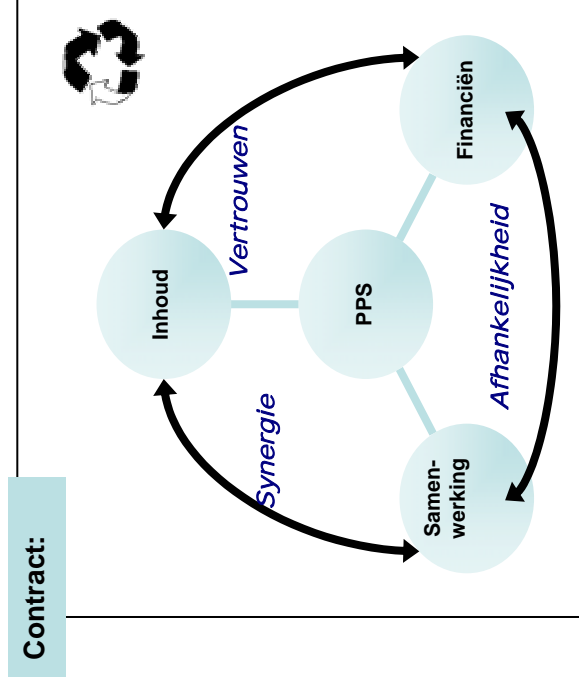 Contract:
Inhoud
Synergie
Vertrouwen
PPS
Samen-
werking
Financiën
Afhankelijkheid